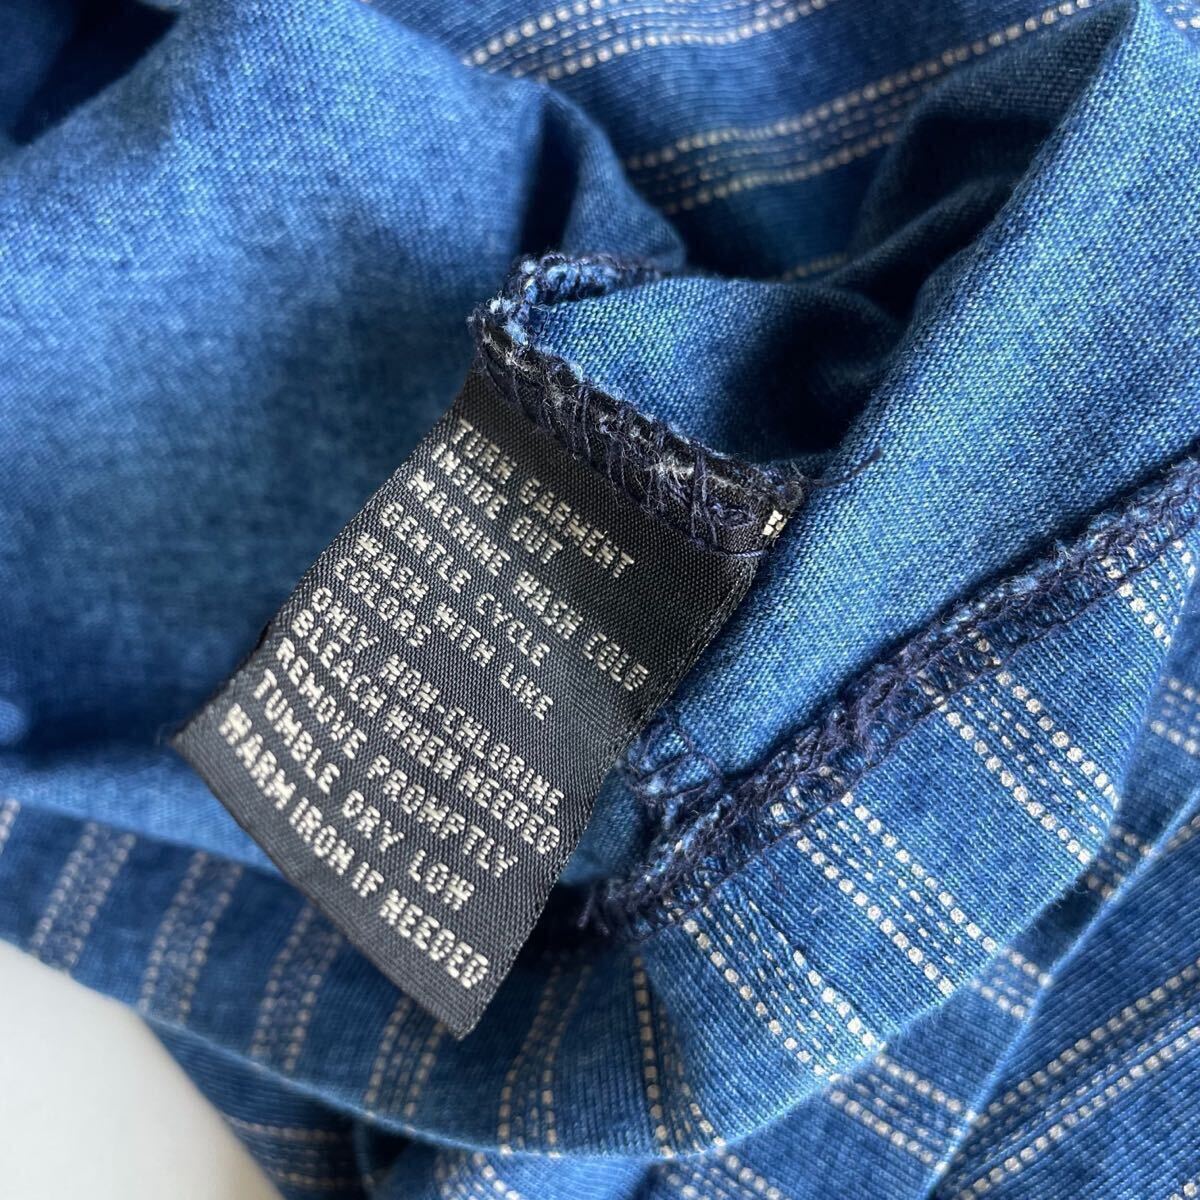 TURN GARMENT
INSIDE OUT
MACHINE WASH COLD
GENTLE CYCLE
WASH WITH LIKE
COLORS
ONLY NON-CHLORINE
BLEACH WHEN NEEDED
REMOVE PROMPTLY
TUMBLE DRY LOW
WARM IRON IF NEEDED